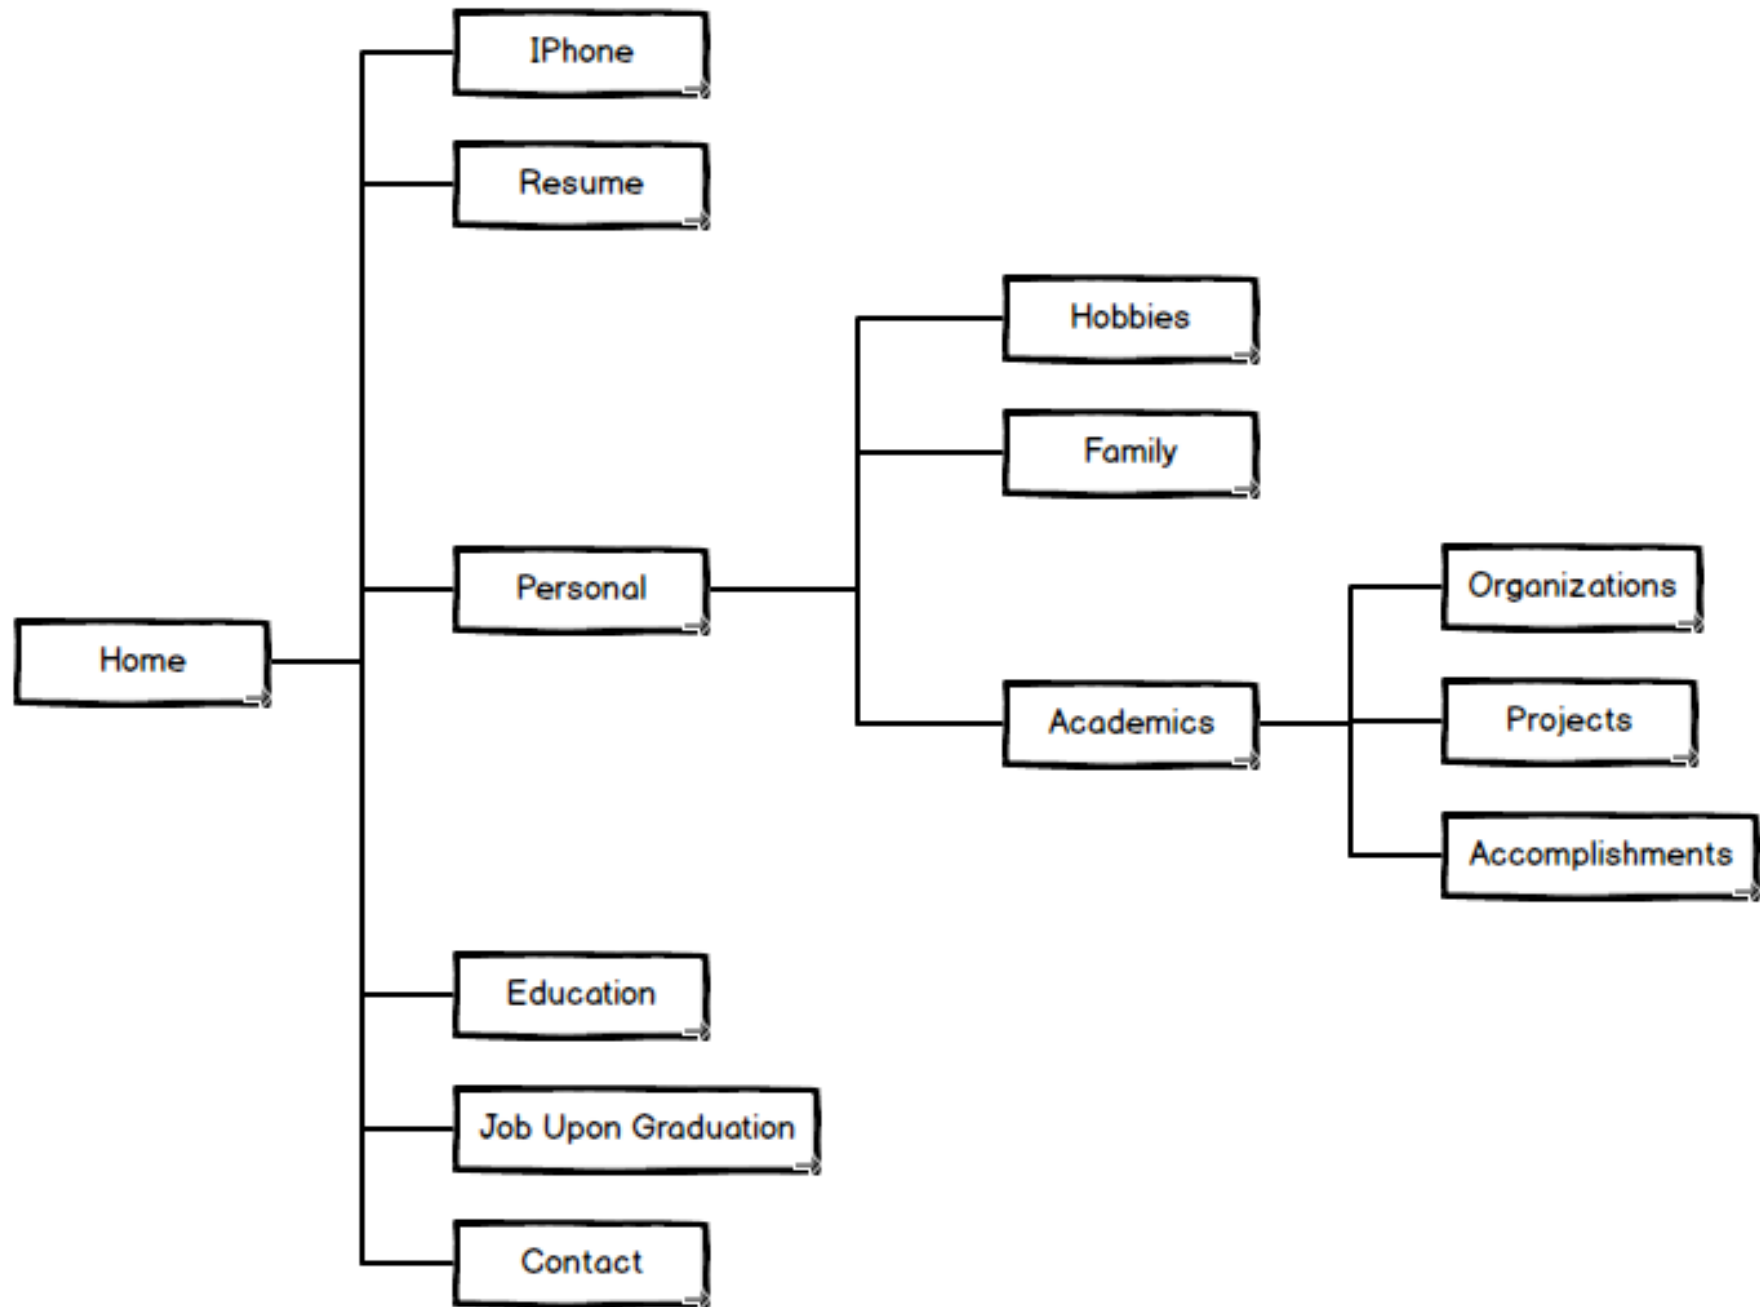 IPhone
Resume
Hobbies
Family
Personal
Organizations
Home
Projects
Academics
Accomplishments
Education
Job Upon Graduation
Contact